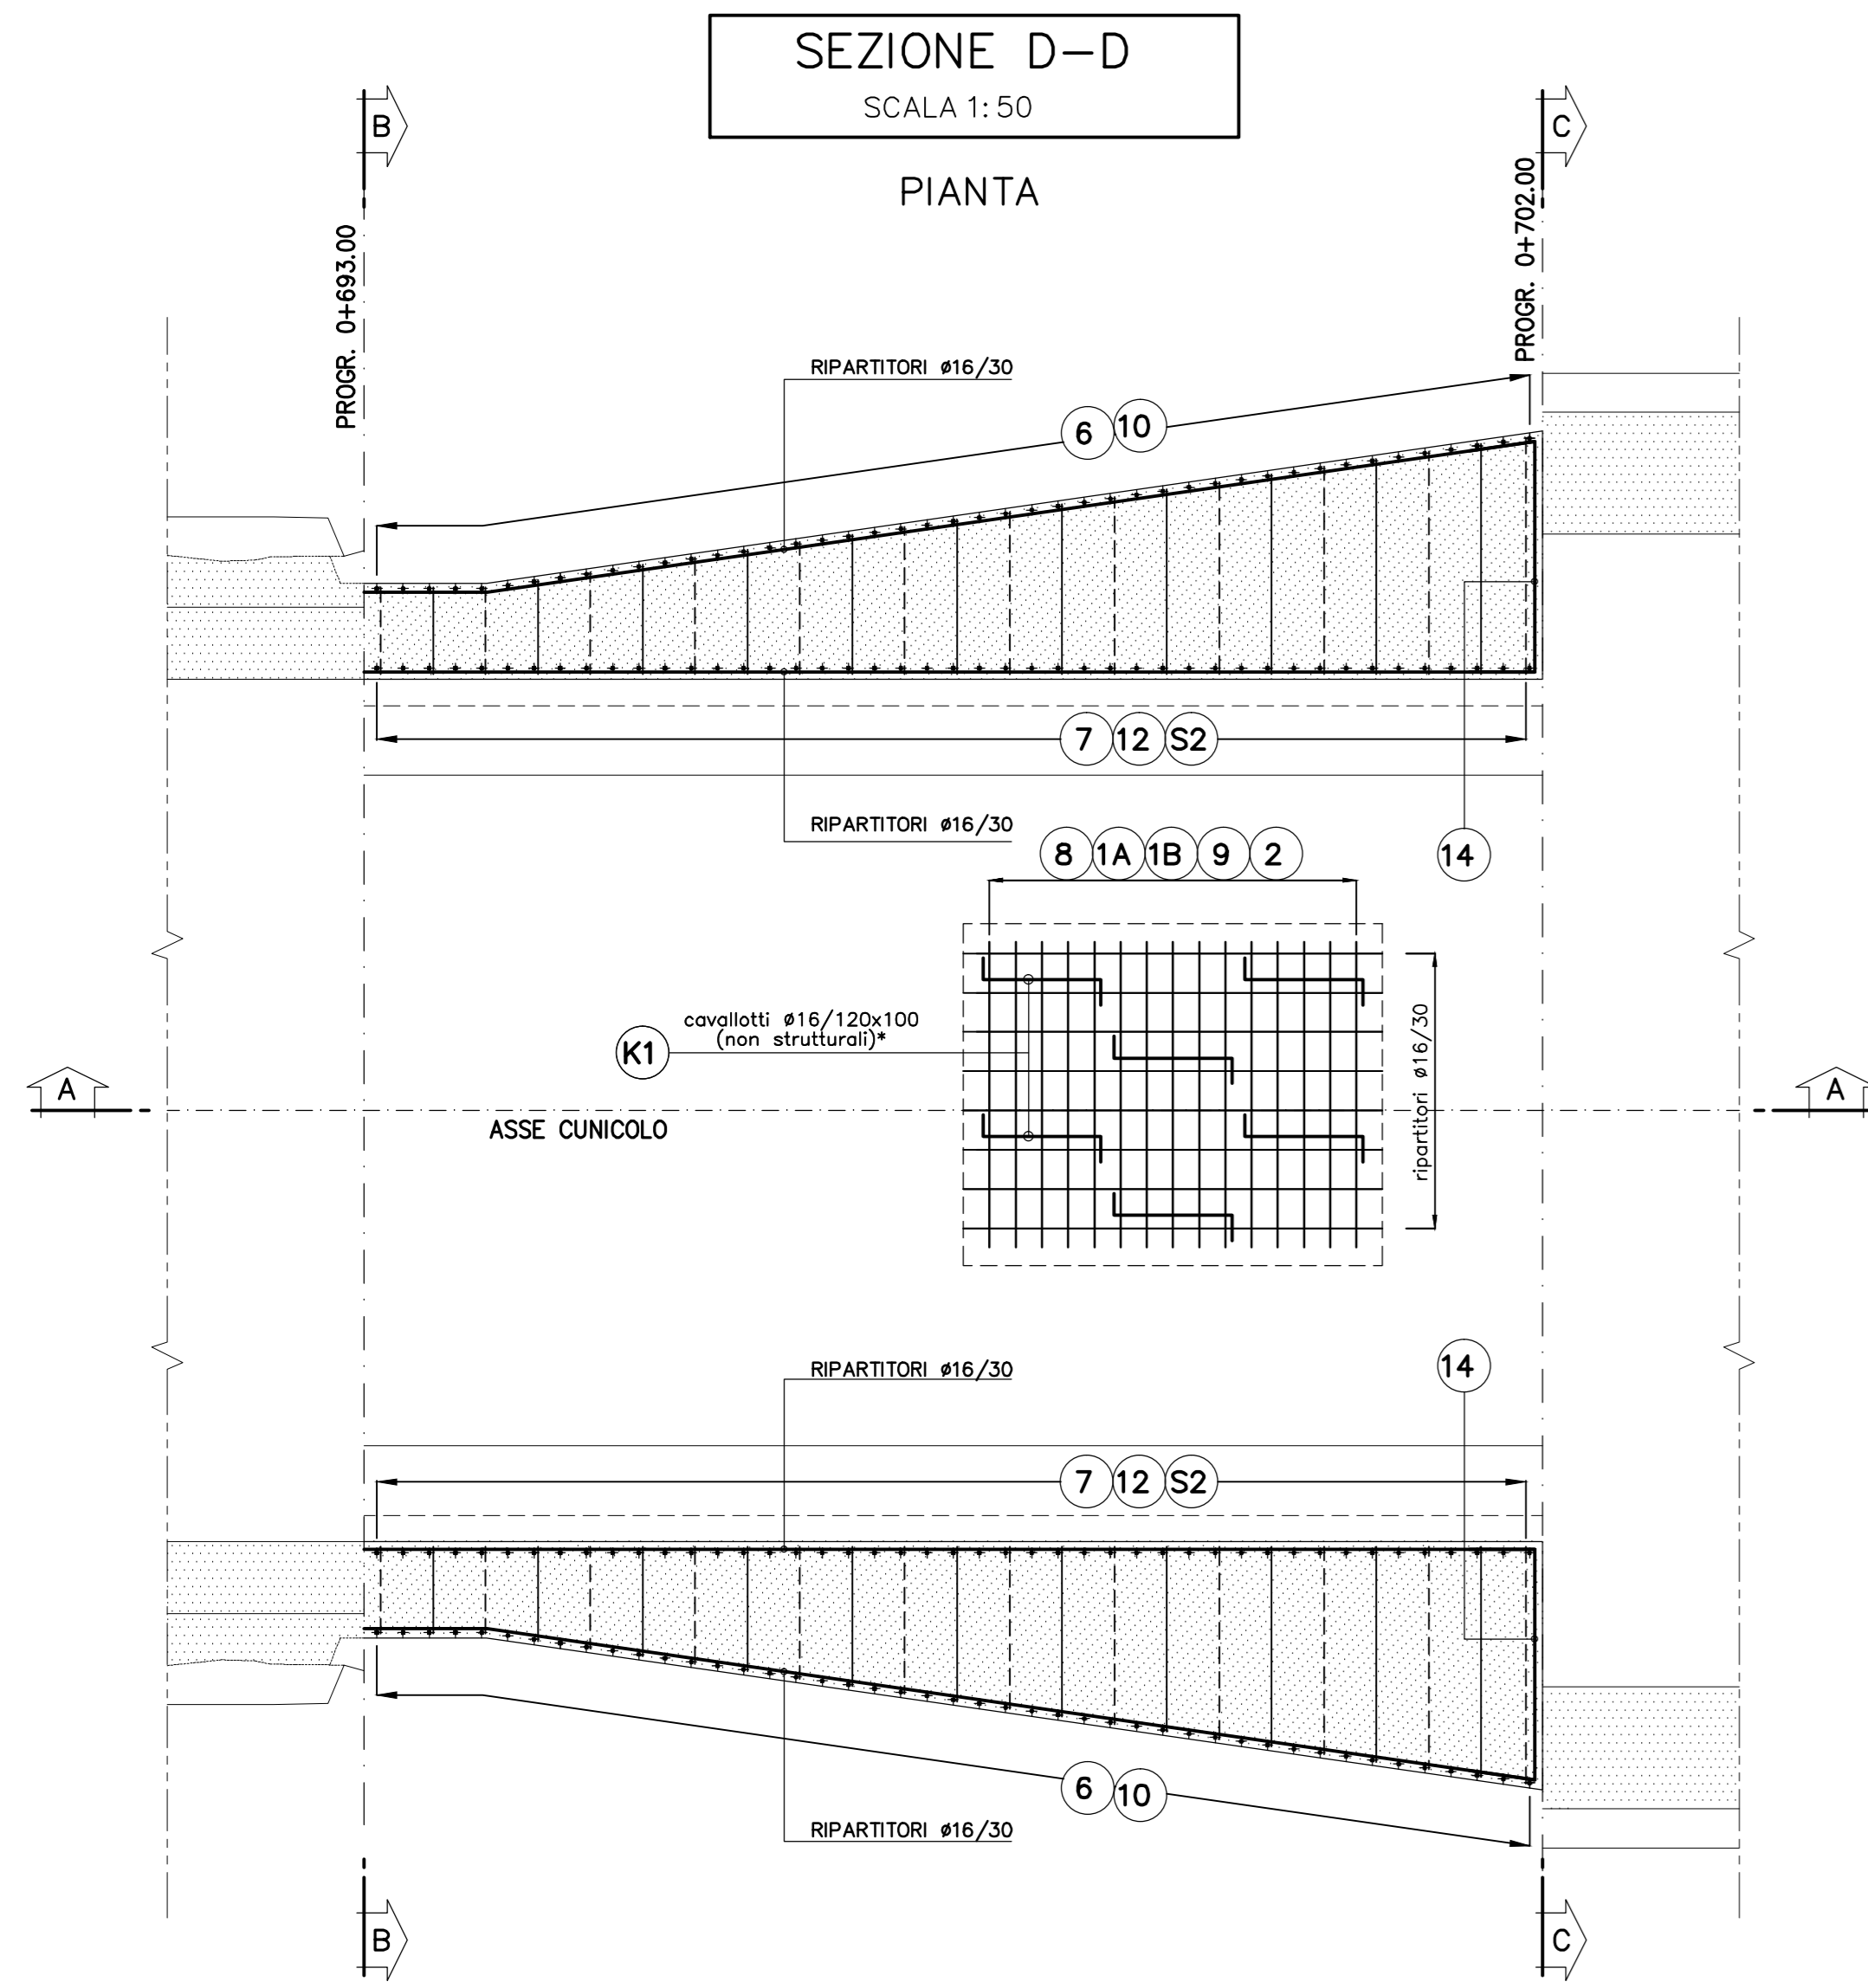 SEZIONE D–D
SCALA 1:50
B
C
PIANTA
PROGR. 0+693.00
PROGR. 0+702.00
RIPARTITORI ø16/30
6 10
7 12 S2
RIPARTITORI ø16/30
8 1A 1B 9 2
14
cavallotti ø16/120x100
(non strutturali)*
K1
ripartitori ø16/30
A
A
ASSE CUNICOLO
RIPARTITORI ø16/30
14
7 12 S2
6 10
RIPARTITORI ø16/30
B
C